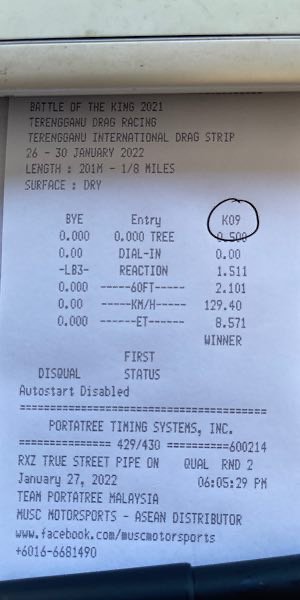 BATTLE OF THE KING 2021
TERENGGANU DRAG RACING
TERENGGANU INTERNATIONAL DRAG STRIP
26 - 30 JANUARY 2022
LENGTH : 201M - 1/8 MILES
SURFACE : DRY
BYE Entry K09
0.000 0.000 TREE 0.500
0.00 DIAL-IN 0.00
-LB3- REACTION 1.511
0.000 -----60FT----- 2.101
0.00 -----KM/H----- 129.40
0.000 ------ET------ 8.571
WINNER
FIRST
DISQUAL STATUS
Autostart Disabled
=======================================
PORTATREE TIMING SYSTEMS, INC.
=============== 429/430 ==========600214
RXZ TRUE STREET PIPE ON QUAL RND 2
January 27, 2022 06:05:29 PM
TEAM PORTATREE MALAYSIA
MUSC MOTORSPORTS - ASEAN DISTRIBUTOR
www.facebook.com/muscmotorsports
+6016-6681490